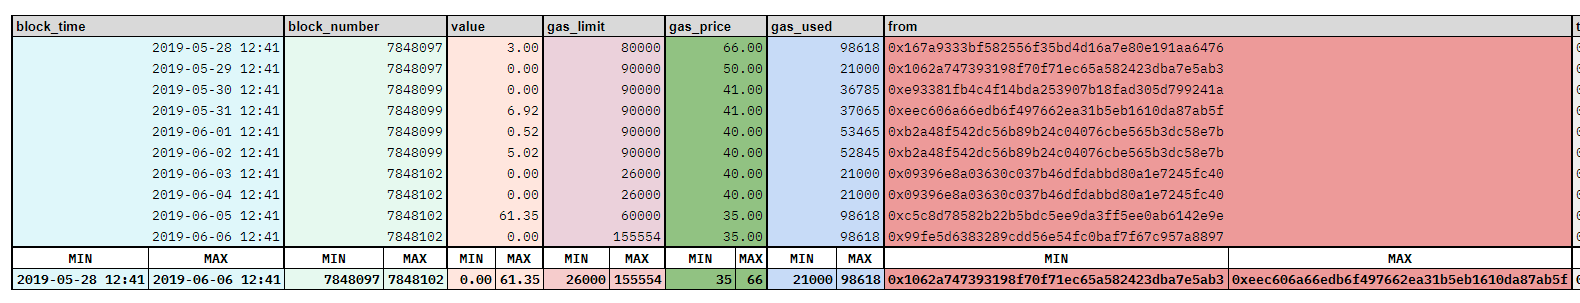 block_time block_number value gas_limit gas_price gas_used from
2019-05-28 12:41 7848097 3.00 80000 66.00 98618 0x167a9333bf582556f35bd4d16a7e80e191aa6476
2019-05-29 12:41 7848097 0.00 90000 50.00 21000 0x1062a747393198f70f71ec65a582423dba7e5ab3
2019-05-30 12:41 7848099 0.00 90000 41.00 36785 0xe93381fb4c4f14bda253907b18fad305d799241a
2019-05-31 12:41 7848099 6.92 90000 41.00 37065 0xeec606a66edb6f497662ea31b5eb1610da87ab5f
2019-06-01 12:41 7848099 0.52 90000 40.00 53465 0xb2a48f542dc56b89b24c04076cbe565b3dc58e7b
2019-06-02 12:41 7848099 5.02 90000 40.00 52845 0xb2a48f542dc56b89b24c04076cbe565b3dc58e7b
2019-06-03 12:41 7848102 0.00 26000 40.00 21000 0x09396e8a03630c037b46dfdabbd80a1e7245fc40
2019-06-04 12:41 7848102 0.00 26000 40.00 21000 0x09396e8a03630c037b46dfdabbd80a1e7245fc40
2019-06-05 12:41 7848102 61.35 60000 35.00 98618 0xc5c8d78582b22b5bdc5ee9da3ff5ee0ab6142e9e
2019-06-06 12:41 7848102 0.00 155554 35.00 98618 0x99fe5d6383289cdd56e54fc0baf7f67c957a8897
MIN MAX MIN MAX MIN MAX MIN MAX MIN MAX MIN MAX MIN MAX
2019-05-28 12:41 2019-06-06 12:41 7848097 7848102 0.00 61.35 26000 155554 35 66 21000 98618 0x1062a747393198f70f71ec65a582423dba7e5ab3 0xeec606a66edb6f497662ea31b5eb1610da87ab5f